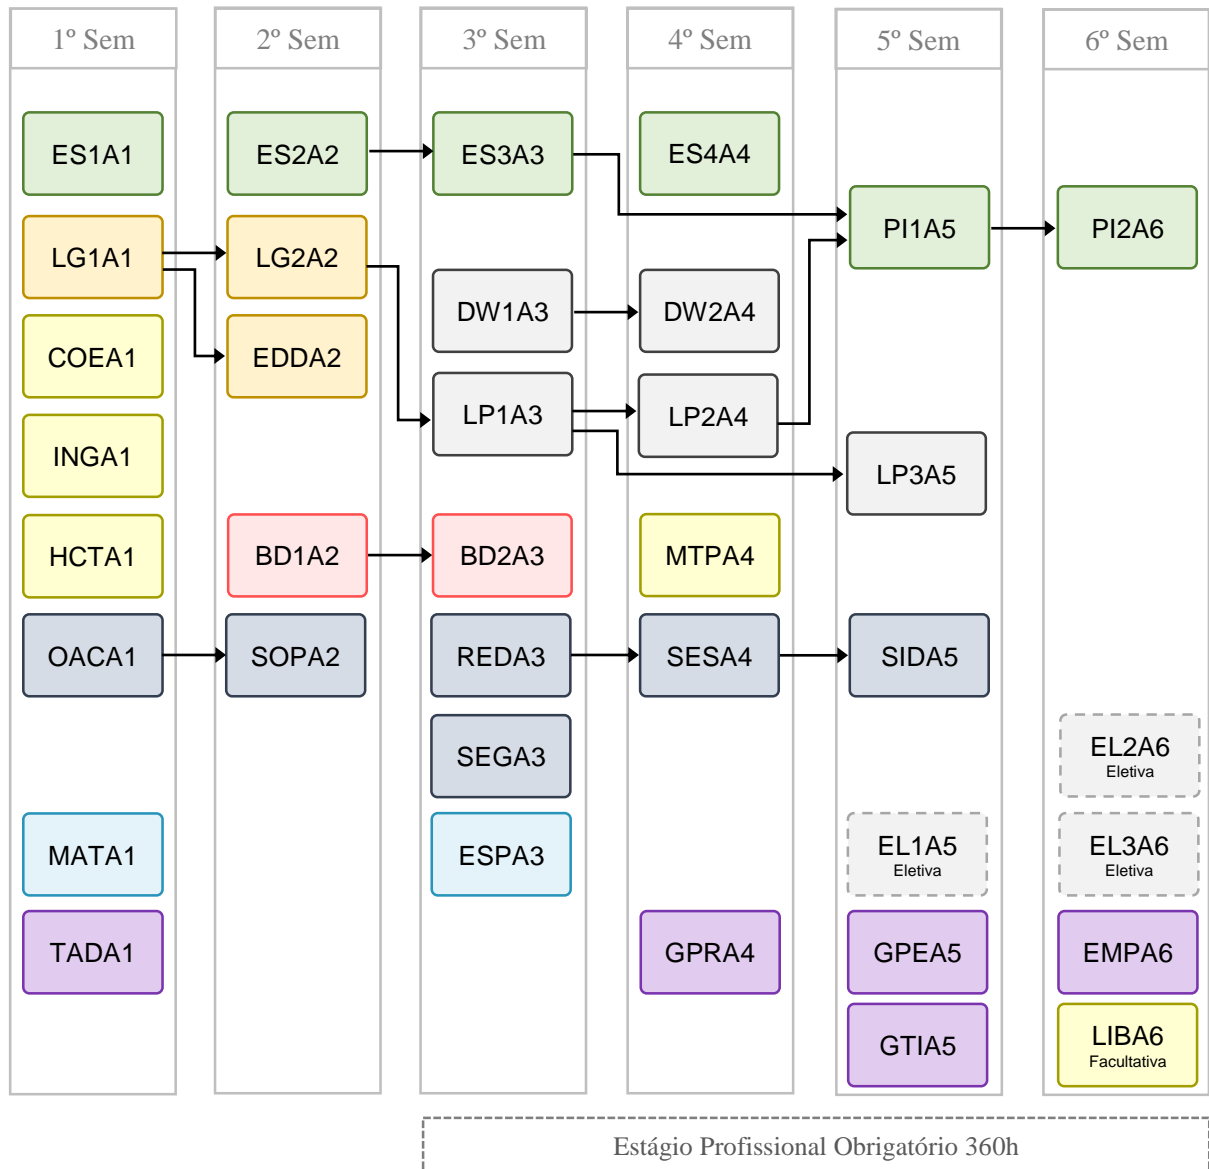 1º Sem
2º Sem
3º Sem
4º Sem
5º Sem
6º Sem
ES1A1
ES2A2
ES3A3
ES4A4
PI1A5
PI2A6
LG1A1
LG2A2
DW1A3
DW2A4
COEA1
EDDA2
LP1A3
LP2A4
INGA1
LP3A5
HCTA1
BD1A2
BD2A3
MTPA4
OACA1
SOPA2
REDA3
SESA4
SIDA5
SEGA3
EL2A6
Eletiva
MATA1
ESPA3
EL1A5
Eletiva
EL3A6
Eletiva
TADA1
GPRA4
GPEA5
EMPA6
GTIA5
LIBA6
Facultativa
Estágio Profissional Obrigatório 360h